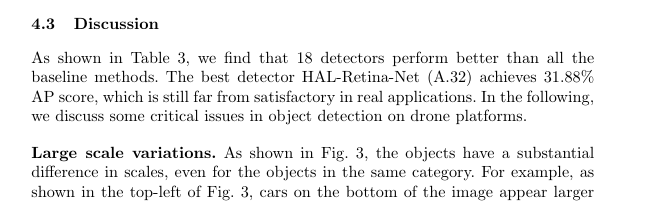 4.3 Discussion
As shown in Table 3, we find that 18 detectors perform better than all the
baseline methods. The best detector HAL-Retina-Net (A.32) achieves 31.88%
AP score, which is still far from satisfactory in real applications. In the following,
we discuss some critical issues in object detection on drone platforms.
Large scale variations. As shown in Fig. 3, the objects have a substantial
difference in scales, even for the objects in the same category. For example, as
shown in the top-left of Fig. 3, cars on the bottom of the image appear larger